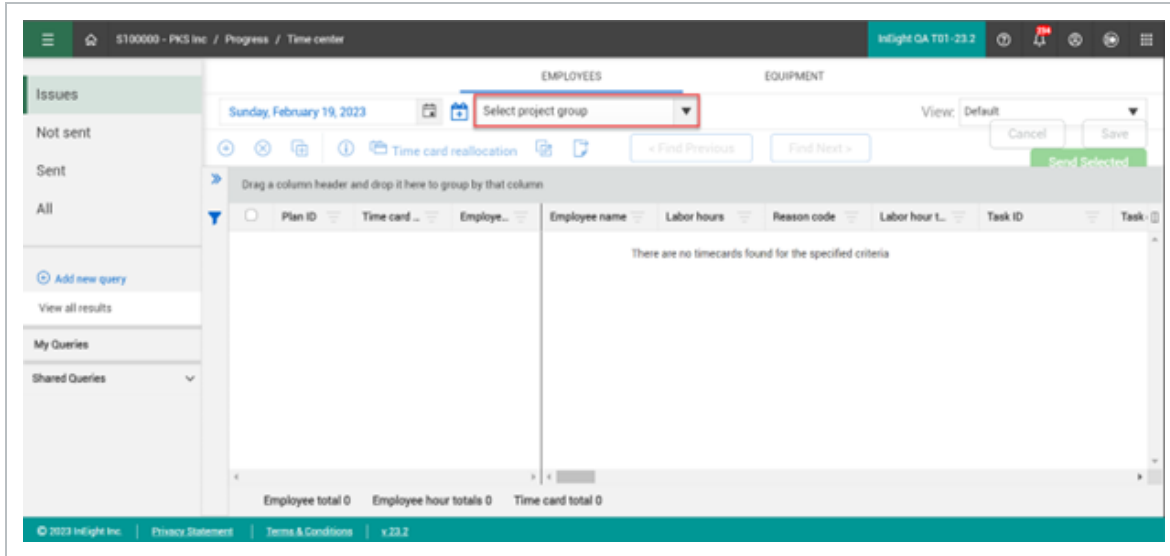 S100000 - PKS Inc / Progress / Time center
InEight QA T01-23.2
294
EMPLOYEES EQUIPMENT
Issues
Not sent
Sent
All
Add new query
View all results
My Queries
Shared Queries
Sunday, February 19, 2023 Select project group View: Default
Cancel Save
Time card reallocation < Find Previous Find Next >
Send Selected
Drag a column header and drop it here to group by that column
Plan ID Time card ... Employe... Employee name Labor hours Reason code Labor hour t... Task ID Task
There are no timecards found for the specified criteria
Employee total 0 Employee hour totals 0 Time card total 0
© 2023 InEight Inc. | Privacy Statement | Terms & Conditions | v.23.2